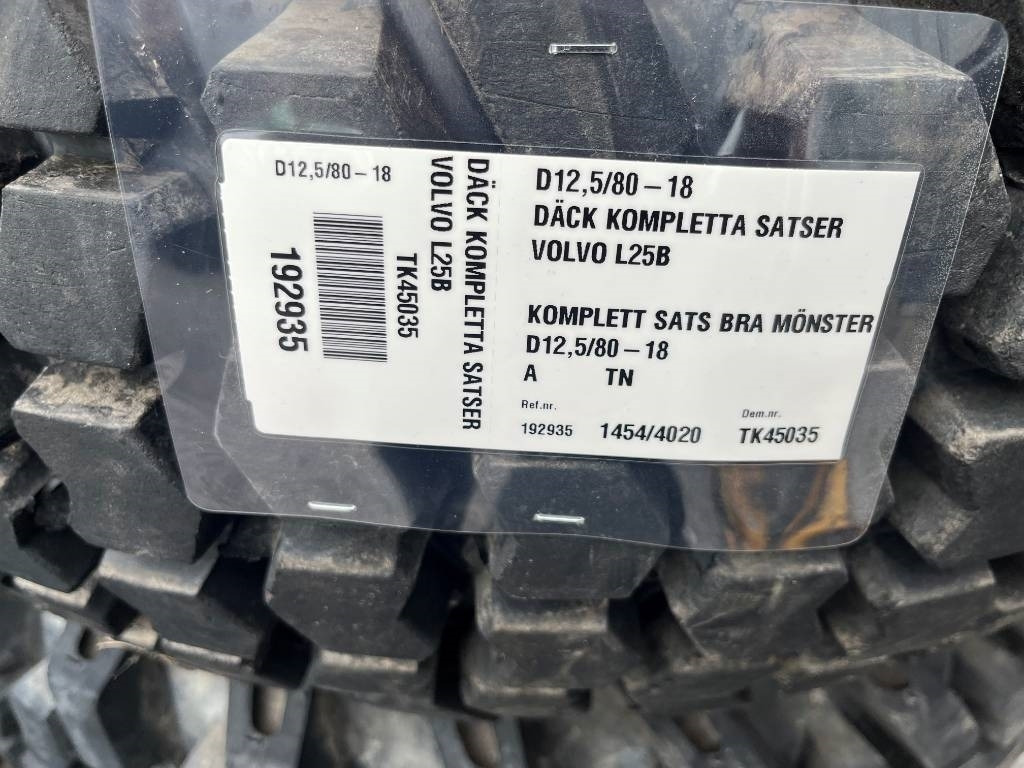 D12,5/80 – 18
192935
TK45035
VOLVO L25B
DÄCK KOMPLETTA SATSER
D12,5/80 – 18
DÄCK KOMPLETTA SATSER
VOLVO L25B
KOMPLETT SATS BRA MÖNSTER
D12,5/80 – 18
A TN
Ref.nr. Dem.nr.
192935 1454/4020 TK45035